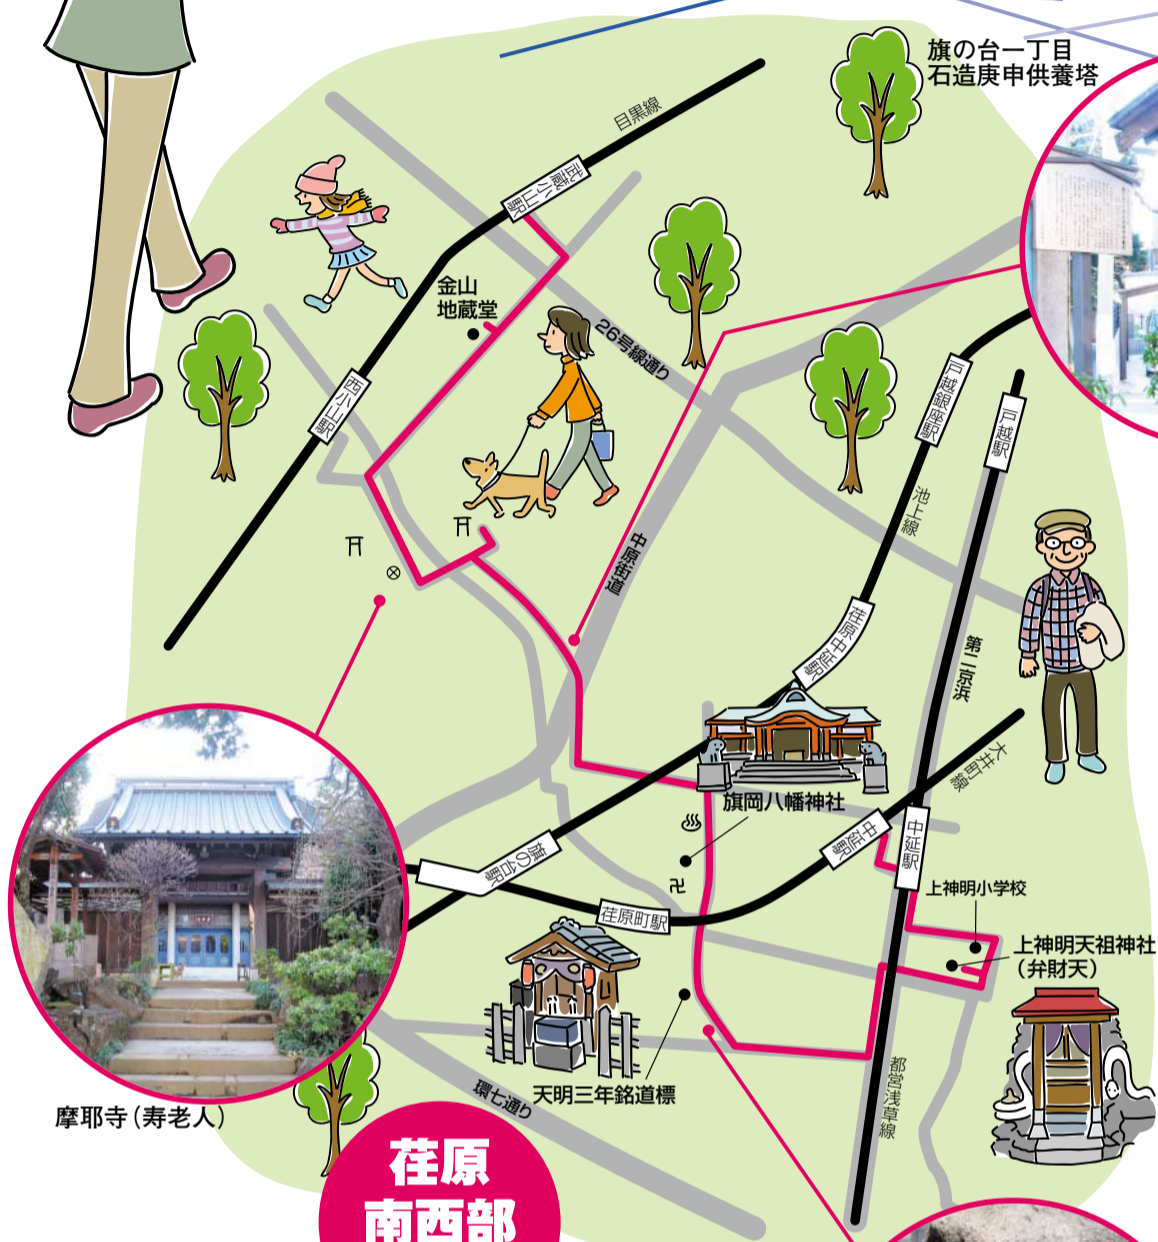 旗の台一丁目
石造庚申供養塔
目黒線
武蔵小山駅
金山
地蔵堂
26号線通り
西小山駅
戸越銀座駅
戸越駅
池上線
中原街道
荏原中延駅
第二京浜
大井町線
旗岡八幡神社
中延駅
中延駅
旗の台駅
上神明小学校
荏原町駅
上神明天祖神社
（弁財天）
天明三年銘道標
都営浅草線
環七通り
摩耶寺（寿老人）
荏原
南西部